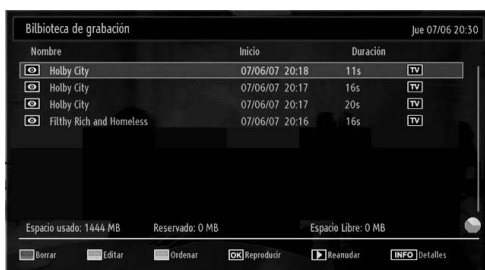 Bilbioteca de grabación Jue 07/06 20:30
Nombre Inicio Duración
Holby City 07/06/07 20:18 11s TV
Holby City 07/06/07 20:17 16s TV
Holby City 07/06/07 20:17 20s TV
Filthy Rich and Homeless 07/06/07 20:16 16s TV
Espacio usado: 1444 MB Reservado: 0 MB Espacio Libre: 0 MB
Borrar Editar Ordenar OK Reproducir Reanudar INFO Detalles